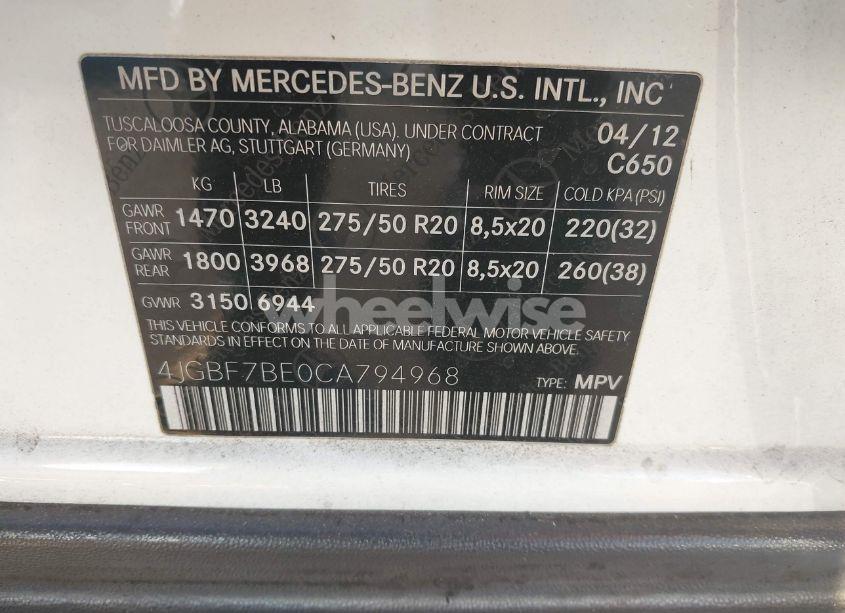 MFD BY MERCEDES-BENZ U.S. INTL., INC
TUSCALOOSA COUNTY, ALABAMA (USA). UNDER CONTRACT
FOR DAIMLER AG, STUTTGART (GERMANY)
04/12
C650
KG LB TIRES RIM SIZE COLD KPA(PSI)
GAWR FRONT 1470 3240 275/50 R20 8,5x20 220(32)
GAWR REAR 1800 3968 275/50 R20 8,5x20 260(38)
GVWR 3150 6944
wheelwise
THIS VEHICLE CONFORMS TO ALL APPLICABLE FEDERAL MOTOR VEHICLE SAFETY
STANDARDS IN EFFECT ON THE DATE OF MANUFACTURE SHOWN ABOVE.
4JGBF7BE0CA794968
TYPE: MPV